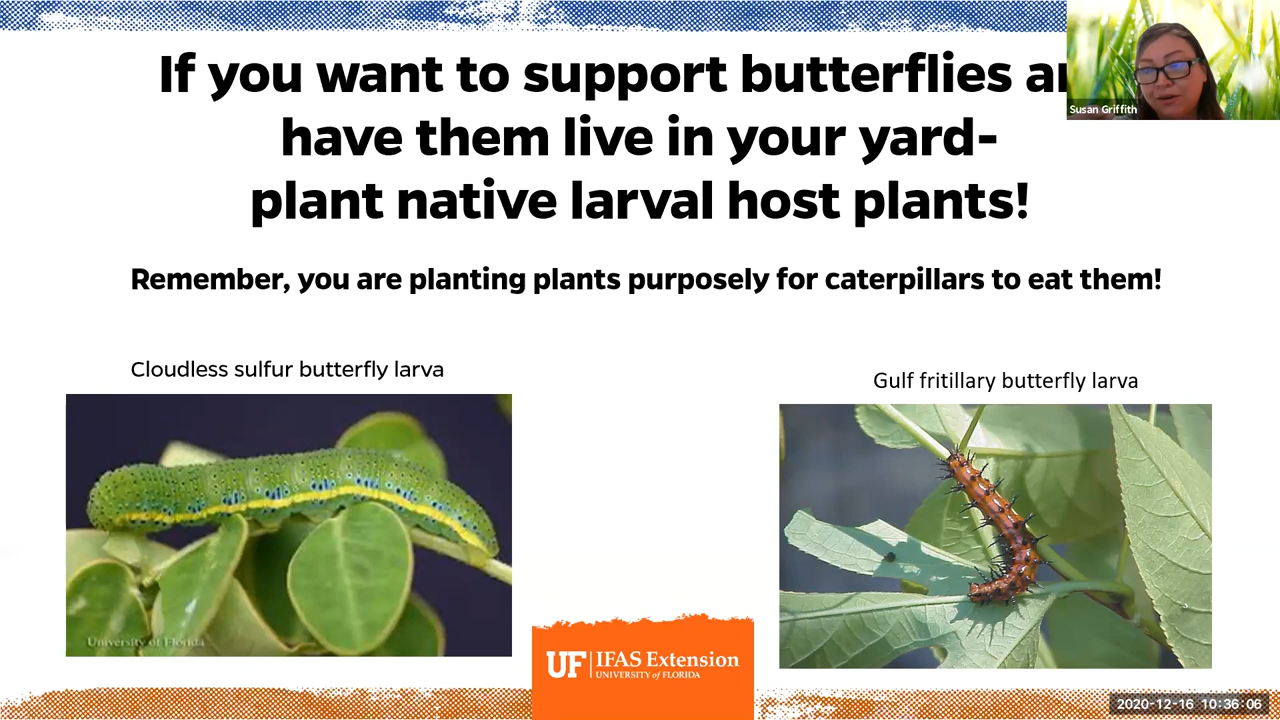 If you want to support butterflies
have them live in your yard-
plant native larval host plants!
Susan Griffith
Remember, you are planting plants purposely for caterpillars to eat them!
Cloudless sulfur butterfly larva
Gulf fritillary butterfly larva
University of Florida
UF IFAS Extension
UNIVERSITY of FLORIDA
2020-12-16 10:36:06